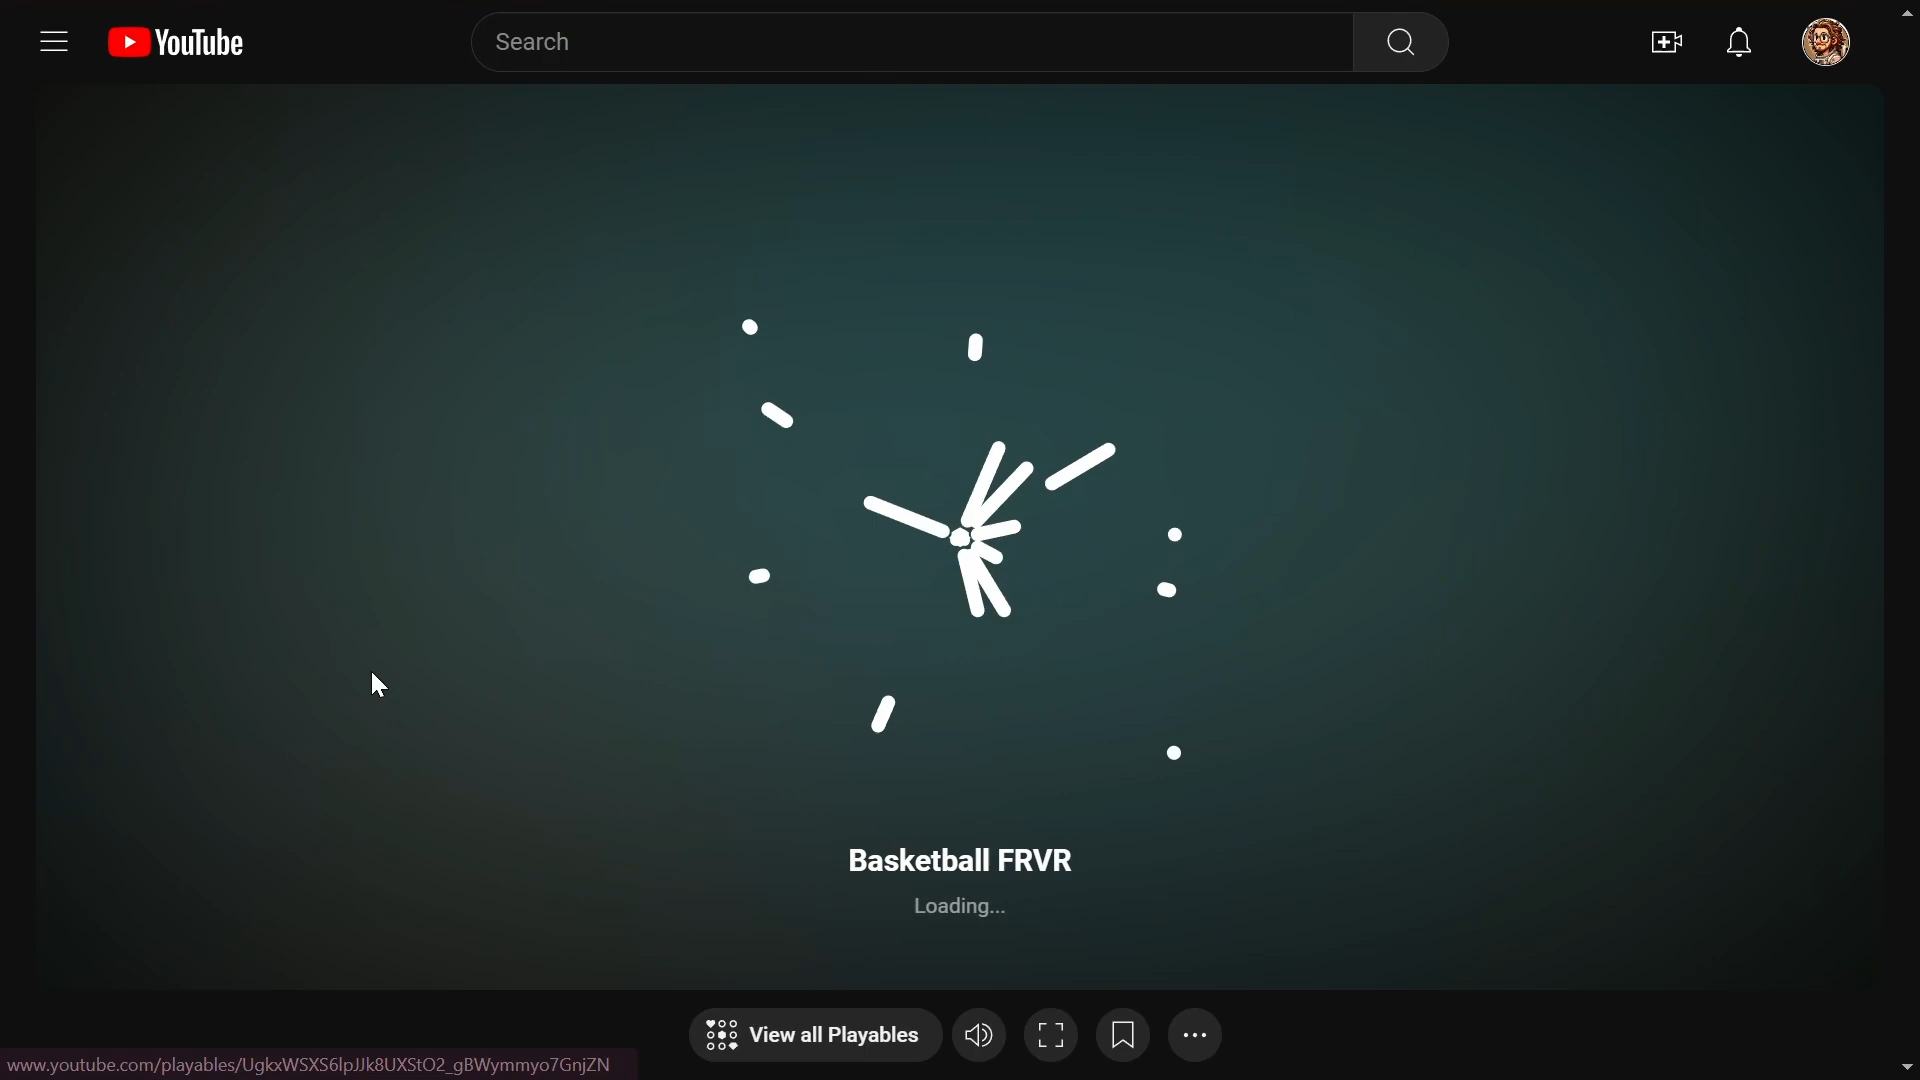 YouTube
Search
Basketball FRVR
Loading...
View all Playables
www.youtube.com/playables/UgkxWSXS6lpJJk8UXStO2_gBWymmyo7GnjZN